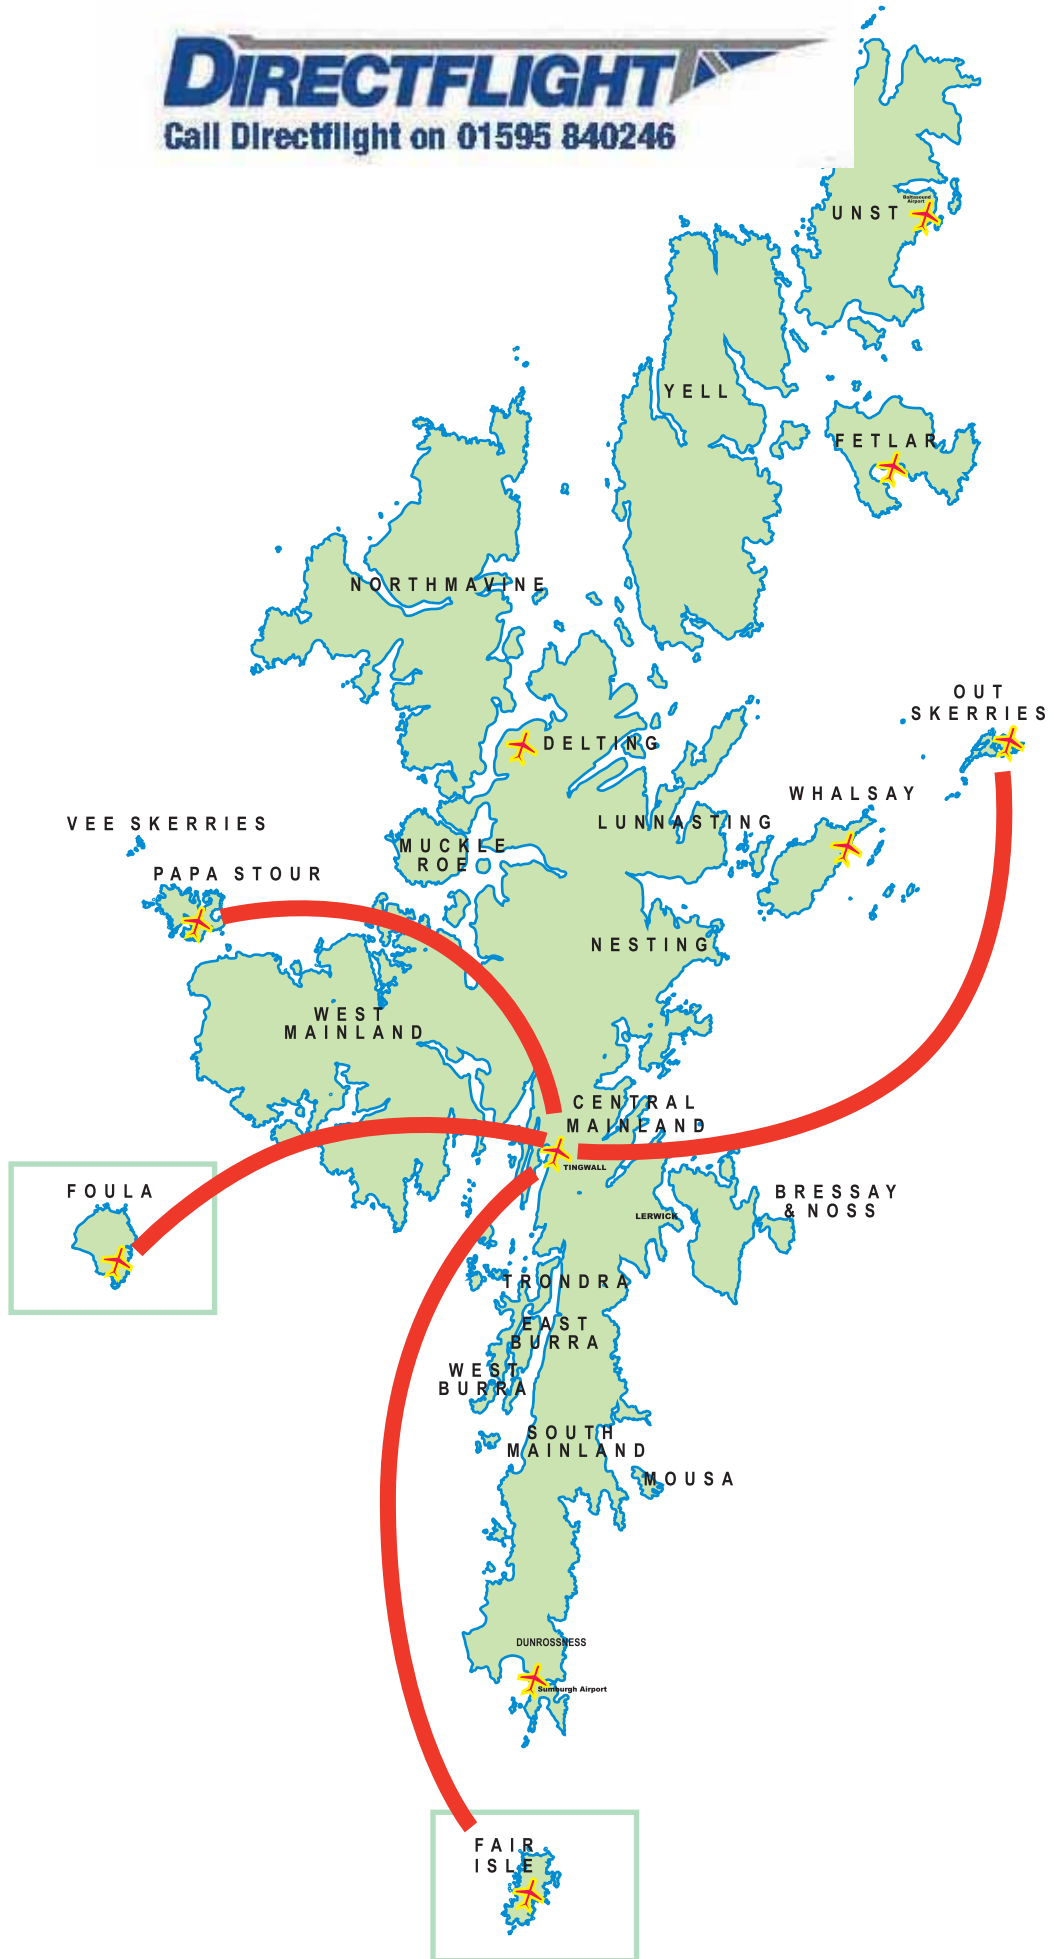 DIRECTFLIGHT
Call Directflight on 01595 840246
Baltasound
Airport
UNST
YELL
FETLAR
NORTHMAVINE
OUT
SKERRIES
DELTING
WHALSAY
LUNNASTING
VEE SKERRIES
MUCKLE
ROE
PAPA STOUR
NESTING
WEST
MAINLAND
CENTRAL
MAINLAND
TINGWALL
FOULA
BRESSAY
& NOSS
LERWICK
TRONDRA
EAST
BURRA
WEST
BURRA
SOUTH
MAINLAND
MOUSA
DUNROSSNESS
Sumburgh Airport
FAIR
ISLE